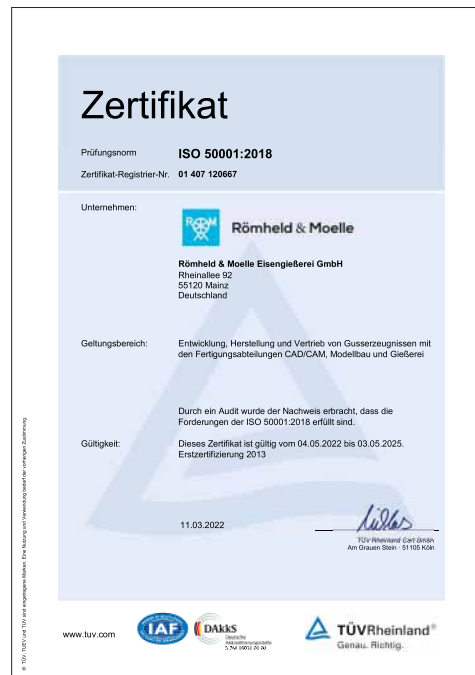 Zertifikat
Prüfungsnorm ISO 50001:2018
Zertifikat-Registrier-Nr. 01 407 120667
Unternehmen:
Römheld & Moelle
Römheld & Moelle Eisengießerei GmbH
Rheinallee 92
55120 Mainz
Deutschland
Geltungsbereich: Entwicklung, Herstellung und Vertrieb von Gusserzeugnissen mit
den Fertigungsabteilungen CAD/CAM, Modellbau und Gießerei
Durch ein Audit wurde der Nachweis erbracht, dass die
Forderungen der ISO 50001:2018 erfüllt sind.
Gültigkeit: Dieses Zertifikat ist gültig vom 04.05.2022 bis 03.05.2025.
Erstzertifizierung 2013
11.03.2022
TÜV Rheinland Cert GmbH
Am Grauen Stein · 51105 Köln
® TÜV, TUEV und TUV sind eingetragene Marken. Eine Nutzung und Verwendung bedarf der vorherigen Zustimmung.
www.tuv.com
IAF
DAkkS
Deutsche
Akkreditierungsstelle
TÜVRheinland®
Genau. Richtig.